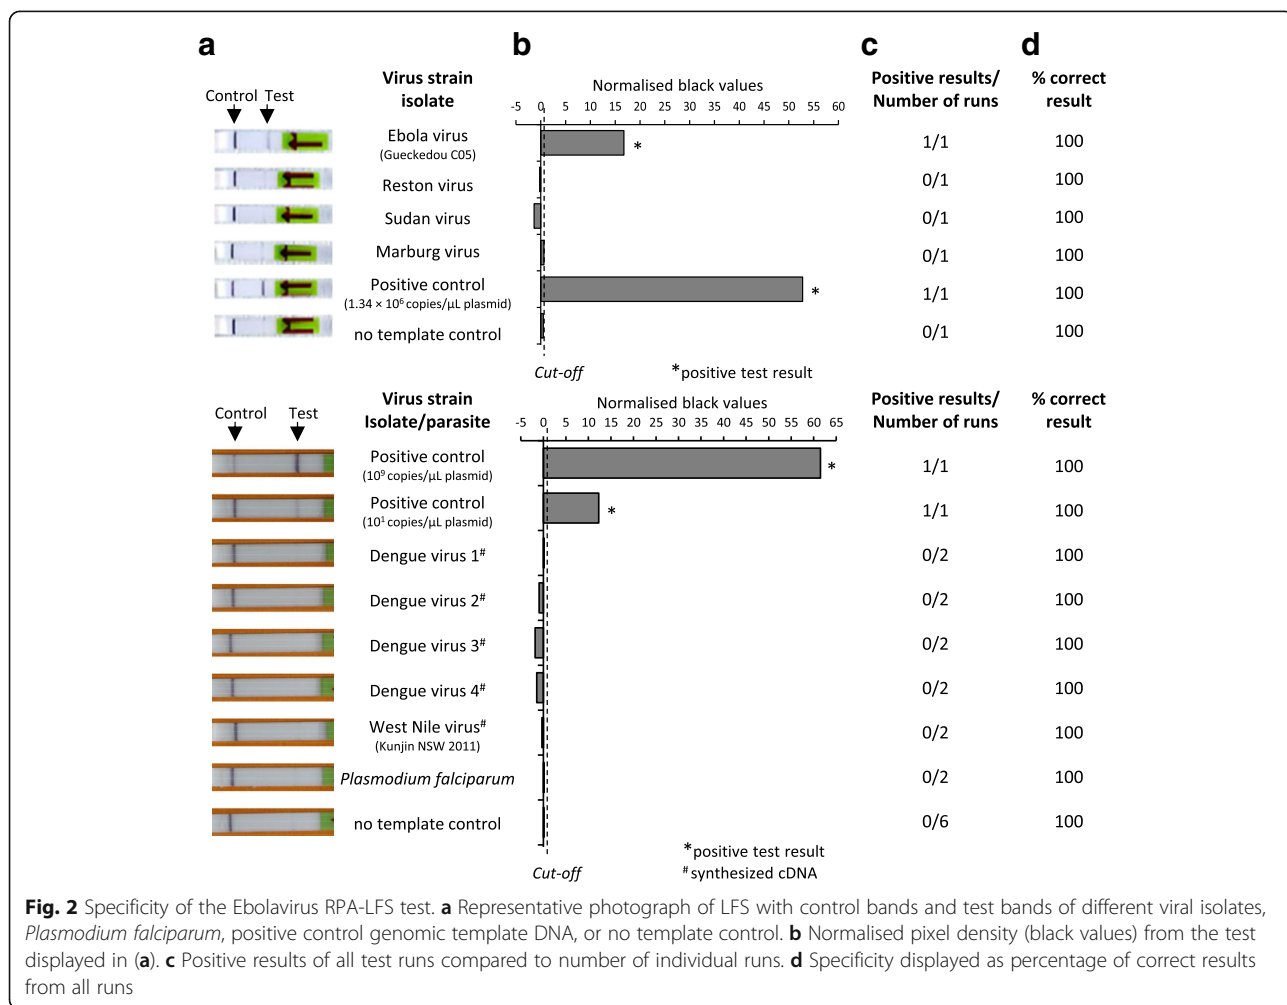 a b c d
Virus strain
isolate
Normalised black values
Positive results/
Number of runs
% correct
result
Control Test
-5 0 5 10 15 20 25 30 35 40 45 50 55 60
Ebola virus
(Gueckedou C05)
* 1/1 100
Reston virus 0/1 100
Sudan virus 0/1 100
Marburg virus 0/1 100
Positive control
(1.34 × 10⁶ copies/µL plasmid)
* 1/1 100
no template control 0/1 100
Cut-off *positive test result
Virus strain
Isolate/parasite
Normalised black values
Positive results/
Number of runs
% correct
result
Control Test
-5 0 5 10 15 20 25 30 35 40 45 50 55 60 65
Positive control
(10⁹ copies/µL plasmid)
* 1/1 100
Positive control
(10¹ copies/µL plasmid)
* 1/1 100
Dengue virus 1# 0/2 100
Dengue virus 2# 0/2 100
Dengue virus 3# 0/2 100
Dengue virus 4# 0/2 100
West Nile virus#
(Kunjin NSW 2011)
0/2 100
Plasmodium falciparum 0/2 100
no template control 0/6 100
*positive test result
Cut-off # synthesized cDNA
Fig. 2 Specificity of the Ebolavirus RPA-LFS test. a Representative photograph of LFS with control bands and test bands of different viral isolates,
Plasmodium falciparum, positive control genomic template DNA, or no template control. b Normalised pixel density (black values) from the test
displayed in (a). c Positive results of all test runs compared to number of individual runs. d Specificity displayed as percentage of correct results
from all runs